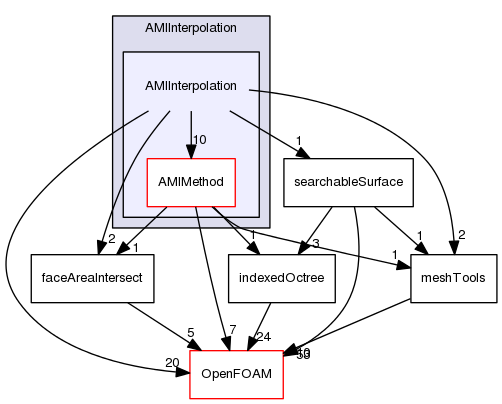 AMIInterpolation
AMIInterpolation
10
1
AMIMethod
searchableSurface
2
1
1
3
1
1
2
faceAreaIntersect
indexedOctree
meshTools
5
7
24
20
OpenFOAM